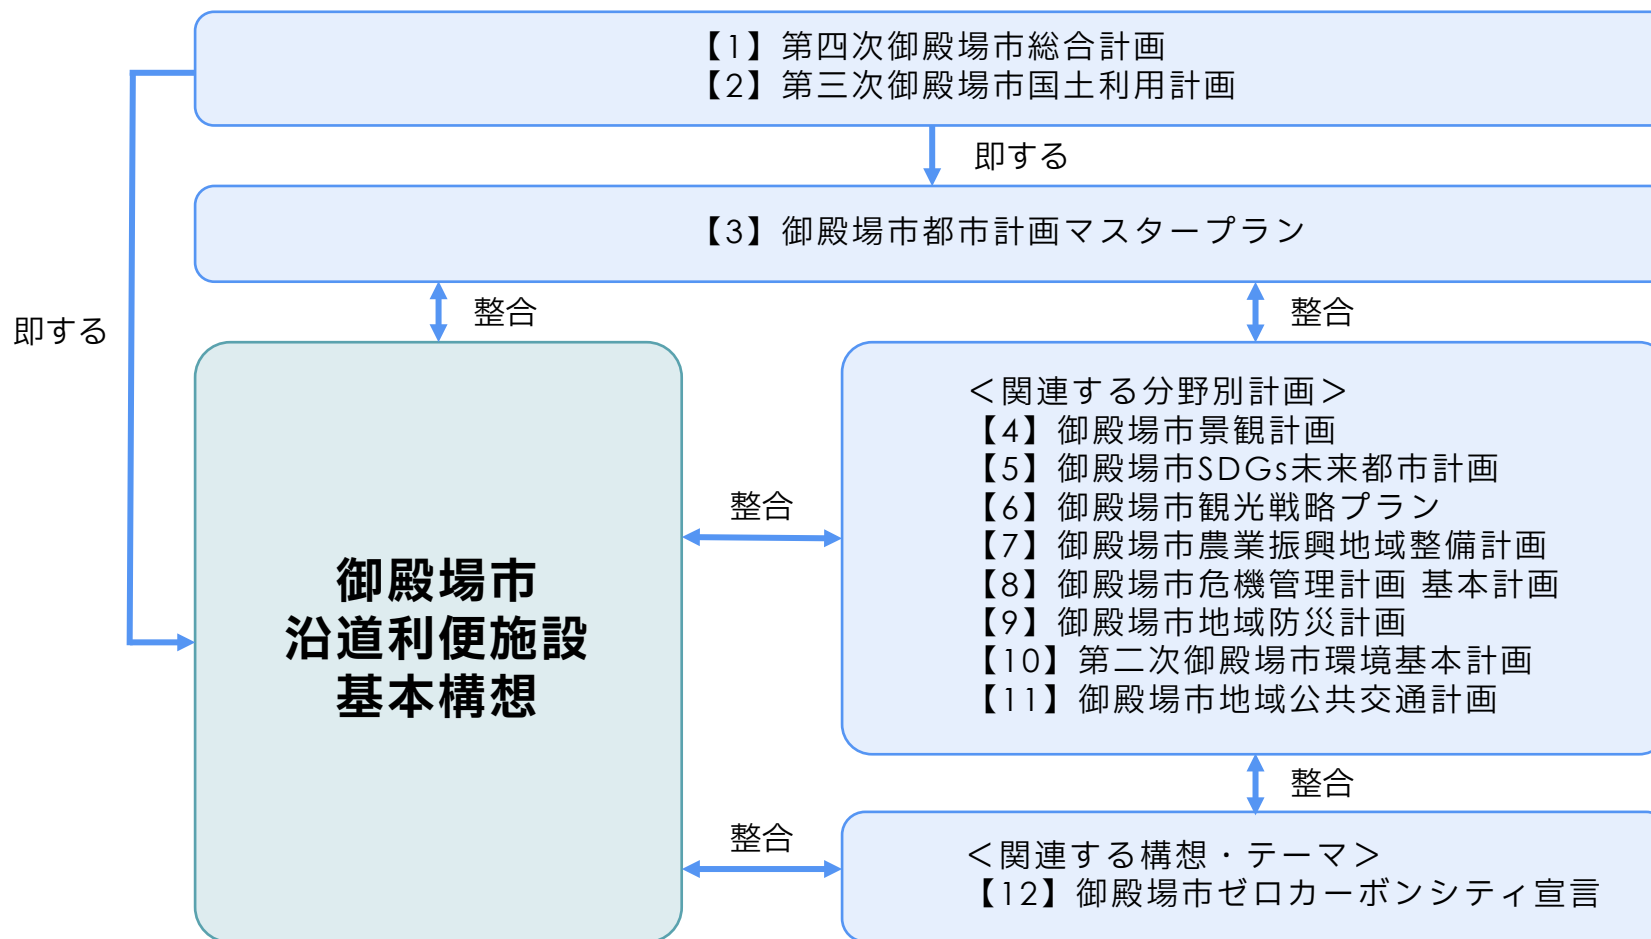 【1】第四次御殿場市総合計画
【2】第三次御殿場市国土利用計画
即する
【3】御殿場市都市計画マスタープラン
即する
整合
整合
御殿場市
沿道利便施設
基本構想
整合
＜関連する分野別計画＞
【4】御殿場市景観計画
【5】御殿場市SDGs未来都市計画
【6】御殿場市観光戦略プラン
【7】御殿場市農業振興地域整備計画
【8】御殿場市危機管理計画 基本計画
【9】御殿場市地域防災計画
【10】第二次御殿場市環境基本計画
【11】御殿場市地域公共交通計画
整合
整合
＜関連する構想・テーマ＞
【12】御殿場市ゼロカーボンシティ宣言